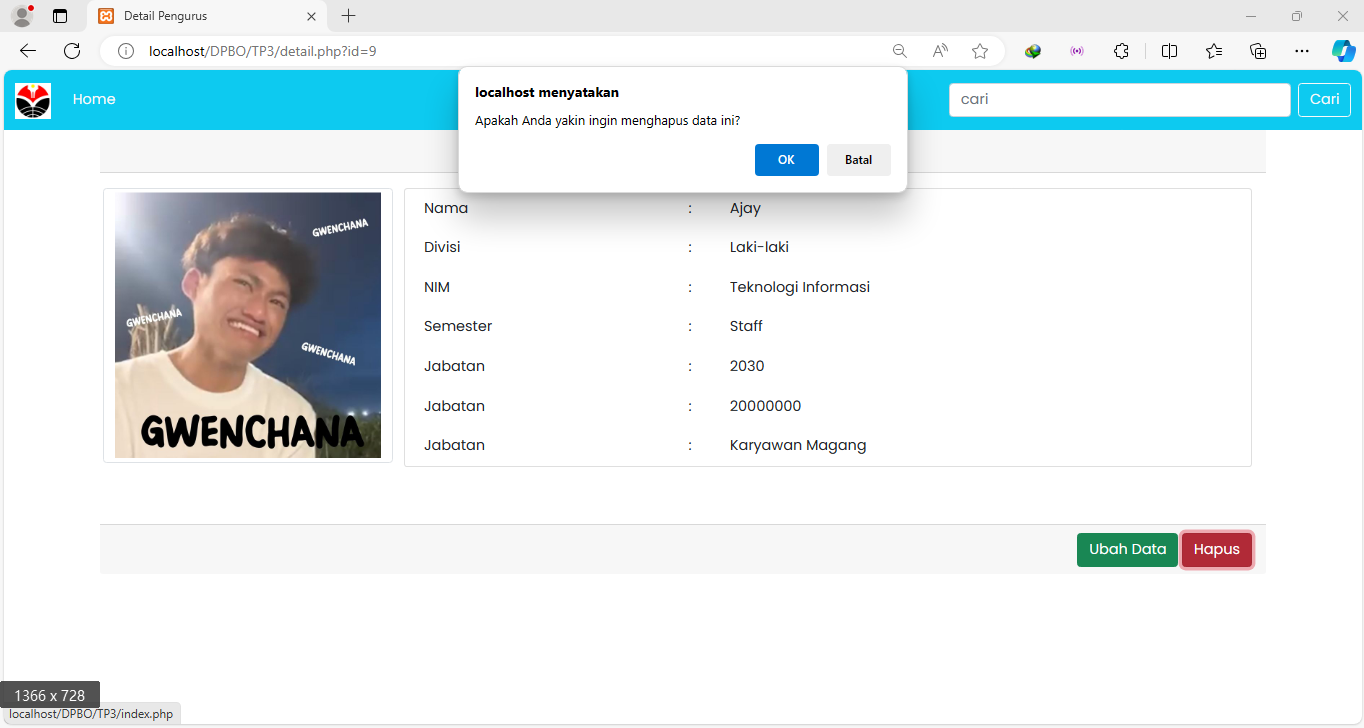 Detail Pengurus
localhost/DPBO/TP3/detail.php?id=9
Home
cari
Cari
localhost menyatakan
Apakah Anda yakin ingin menghapus data ini?
OK Batal
GWENCHANA
GWENCHANA
GWENCHANA
GWENCHANA
Nama : Ajay
Divisi : Laki-laki
NIM : Teknologi Informasi
Semester : Staff
Jabatan : 2030
Jabatan : 20000000
Jabatan : Karyawan Magang
Ubah Data Hapus
1366 x 728
localhost/DPBO/TP3/index.php